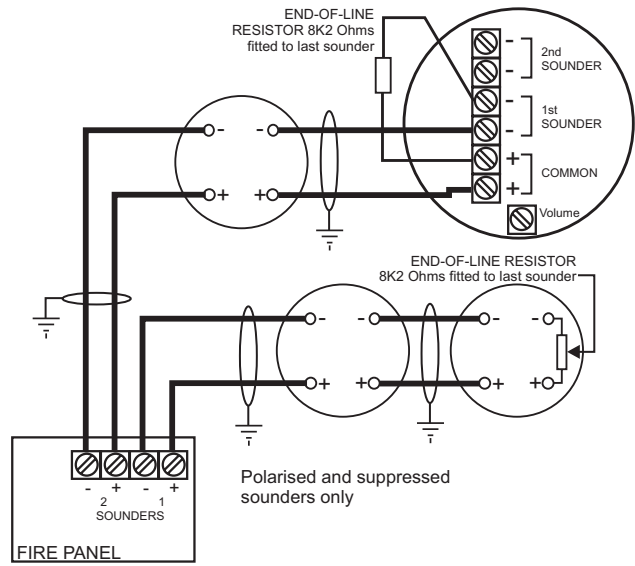 END-OF-LINE
RESISTOR 8K2 Ohms
fitted to last sounder
-
-
2nd
SOUNDER
-
-
1st
SOUNDER
+
+
COMMON
Volume
- -
+ +
END-OF-LINE RESISTOR
8K2 Ohms fitted to last sounder
- - - -
+ + + +
Polarised and suppressed
sounders only
- + - +
2 1
SOUNDERS
FIRE PANEL